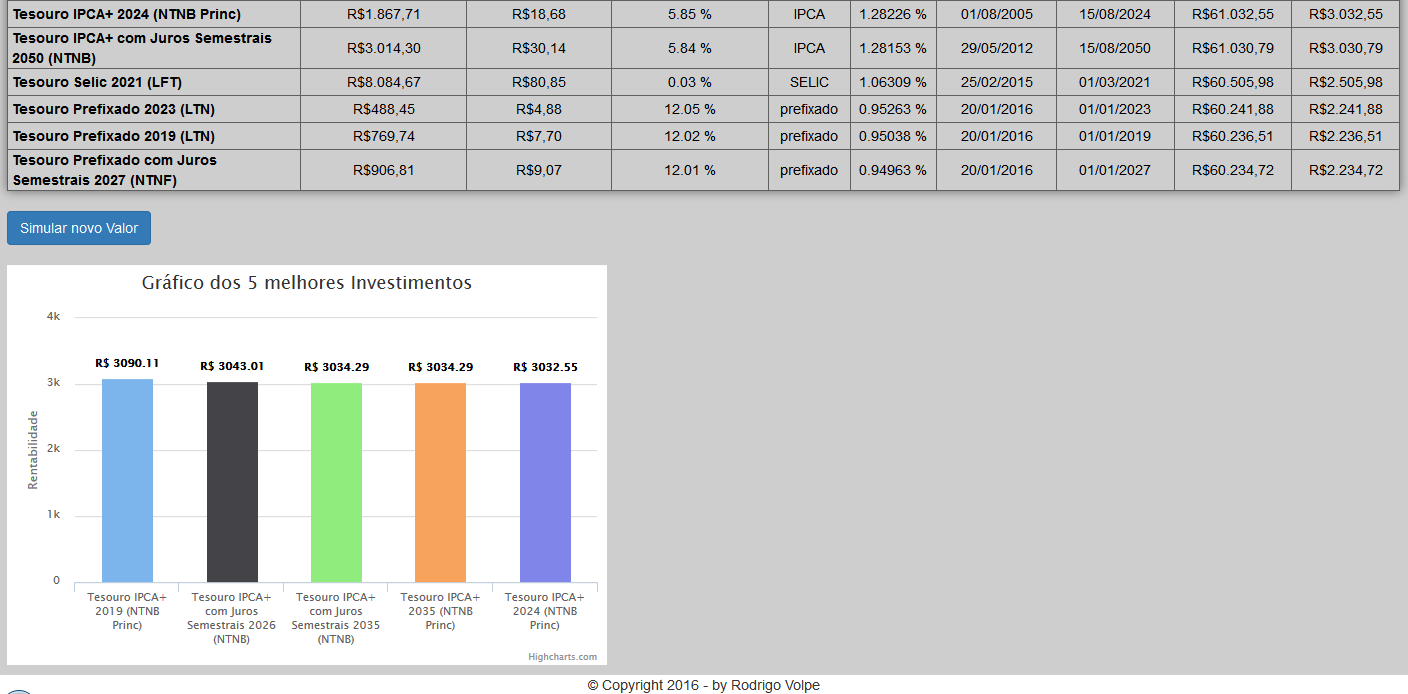 Tesouro IPCA+ 2024 (NTNB Princ) R$1.867,71 R$18,68 5.85 % IPCA 1.28226 % 01/08/2005 15/08/2024 R$61.032,55 R$3.032,55
Tesouro IPCA+ com Juros Semestrais
2050 (NTNB) R$3.014,30 R$30,14 5.84 % IPCA 1.28153 % 29/05/2012 15/08/2050 R$61.030,79 R$3.030,79
Tesouro Selic 2021 (LFT) R$8.084,67 R$80,85 0.03 % SELIC 1.06309 % 25/02/2015 01/03/2021 R$60.505,98 R$2.505,98
Tesouro Prefixado 2023 (LTN) R$488,45 R$4,88 12.05 % prefixado 0.95263 % 20/01/2016 01/01/2023 R$60.241,88 R$2.241,88
Tesouro Prefixado 2019 (LTN) R$769,74 R$7,70 12.02 % prefixado 0.95038 % 20/01/2016 01/01/2019 R$60.236,51 R$2.236,51
Tesouro Prefixado com Juros
Semestrais 2027 (NTNF) R$906,81 R$9,07 12.01 % prefixado 0.94963 % 20/01/2016 01/01/2027 R$60.234,72 R$2.234,72
Simular novo Valor
Gráfico dos 5 melhores Investimentos
4k
R$ 3090.11 R$ 3043.01 R$ 3034.29 R$ 3034.29 R$ 3032.55
3k
Rentabilidade
2k
1k
0
Tesouro IPCA+
2019 (NTNB
Princ)
Tesouro IPCA+
com Juros
Semestrais 2026
(NTNB)
Tesouro IPCA+
com Juros
Semestrais 2035
(NTNB)
Tesouro IPCA+
2035 (NTNB
Princ)
Tesouro IPCA+
2024 (NTNB
Princ)
Highcharts.com
© Copyright 2016 - by Rodrigo Volpe